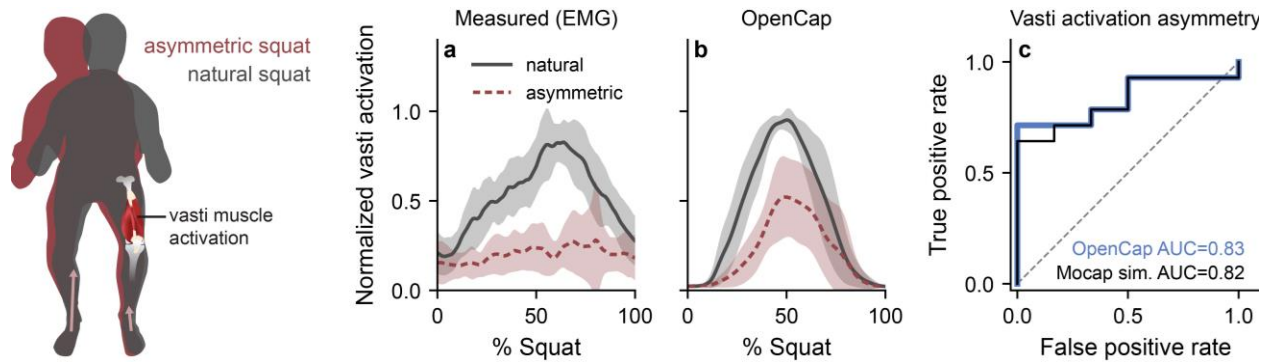 asymmetric squat
natural squat
vasti muscle
activation
Measured (EMG)
a
natural
asymmetric
Normalized vasti activation
1.0
0.5
0.0
0
50
100
% Squat
OpenCap
b
0
50
100
% Squat
Vasti activation asymmetry
c
True positive rate
1.0
0.5
0.0
OpenCap AUC=0.83
Mocap sim. AUC=0.82
0.0
0.5
1.0
False positive rate